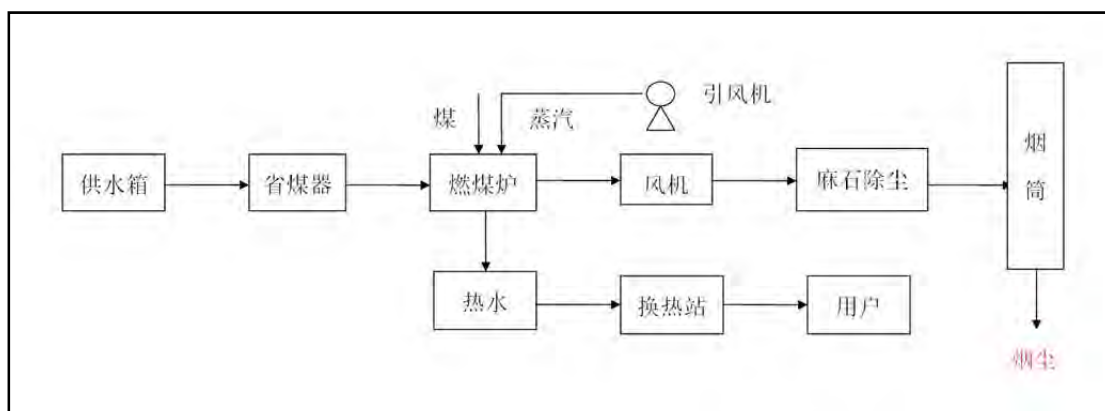 引风机
煤
蒸汽
供水箱
省煤器
燃煤炉
风机
麻石除尘
烟
筒
热水
换热站
用户
烟尘